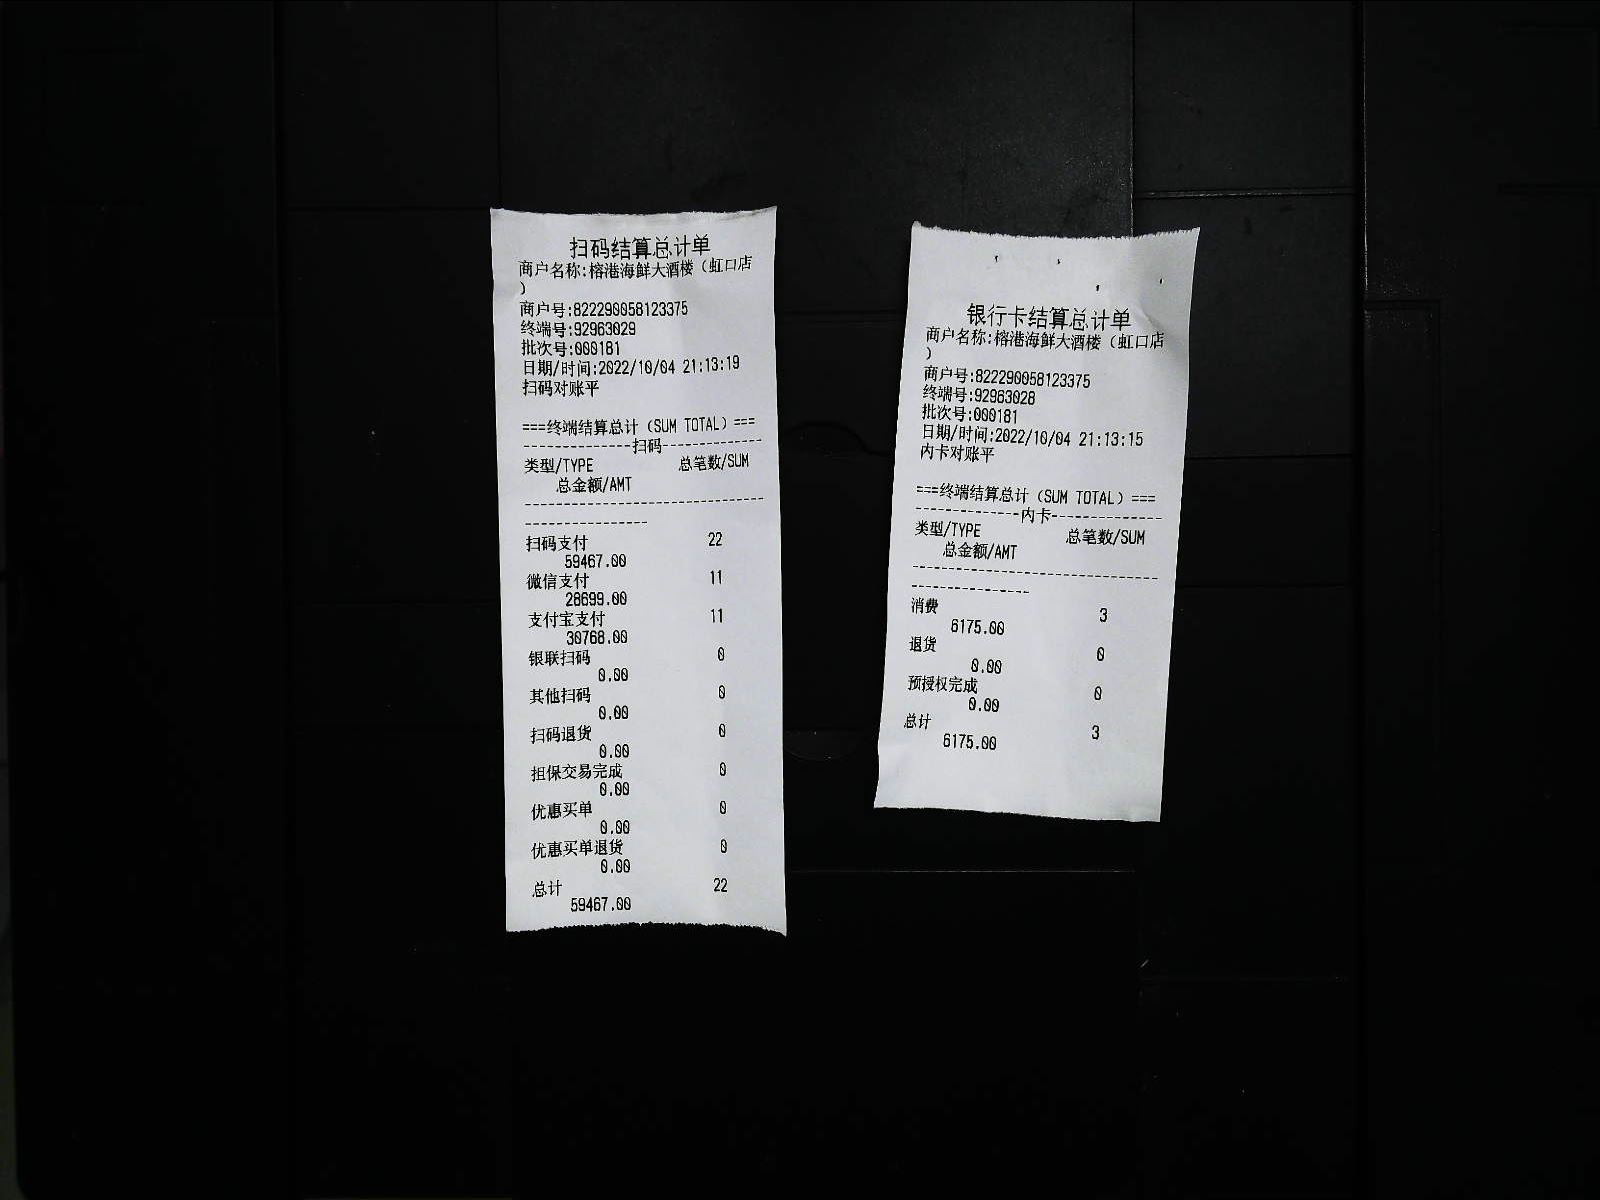 扫码结算总计单
商户名称:榕港海鲜大酒楼（虹口店
）
商户号:822290058123375
终端号:92963029
批次号:000181
日期/时间:2022/10/04 21:13:19
扫码对账平
===终端结算总计（SUM TOTAL）===
---------------扫码--------------
类型/TYPE 总笔数/SUM
总金额/AMT
----------------------------------
-----------------
扫码支付 22
59467.00
微信支付 11
28699.00
支付宝支付 11
30768.00
银联扫码 0
0.00
其他扫码 0
0.00
扫码退货 0
0.00
担保交易完成 0
0.00
优惠买单 0
0.00
优惠买单退货 0
0.00
总计 22
59467.00
银行卡结算总计单
商户名称:榕港海鲜大酒楼（虹口店
）
商户号:822290058123375
终端号:92963028
批次号:000181
日期/时间:2022/10/04 21:13:15
内卡对账平
===终端结算总计（SUM TOTAL）===
---------------内卡----------------
类型/TYPE 总笔数/SUM
总金额/AMT
-----------------------------------
-----------------
消费 3
6175.00
退货 0
0.00
预授权完成 0
0.00
总计 3
6175.00